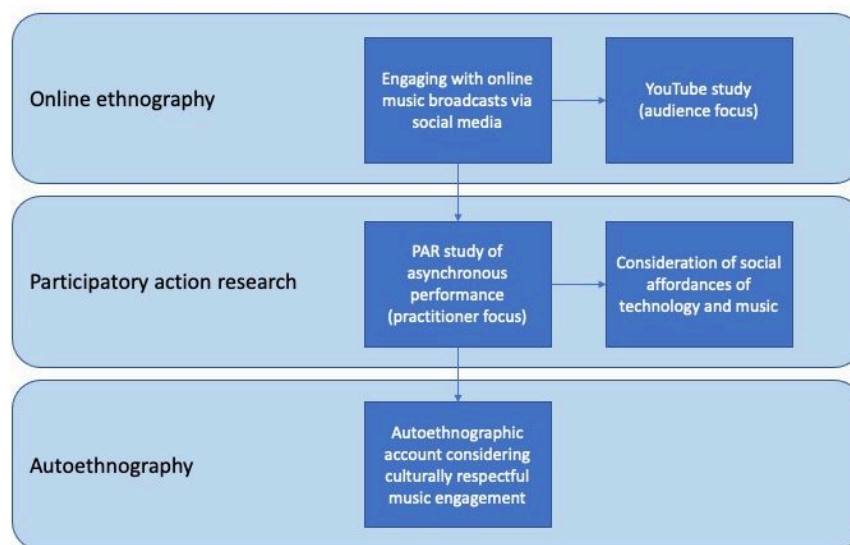 Online ethnography
Engaging with online
music broadcasts via
social media
YouTube study
(audience focus)
Participatory action research
PAR study of
asynchronous
performance
(practitioner focus)
Consideration of social
affordances of
technology and music
Autoethnography
Autoethnographic
account considering
culturally respectful
music engagement